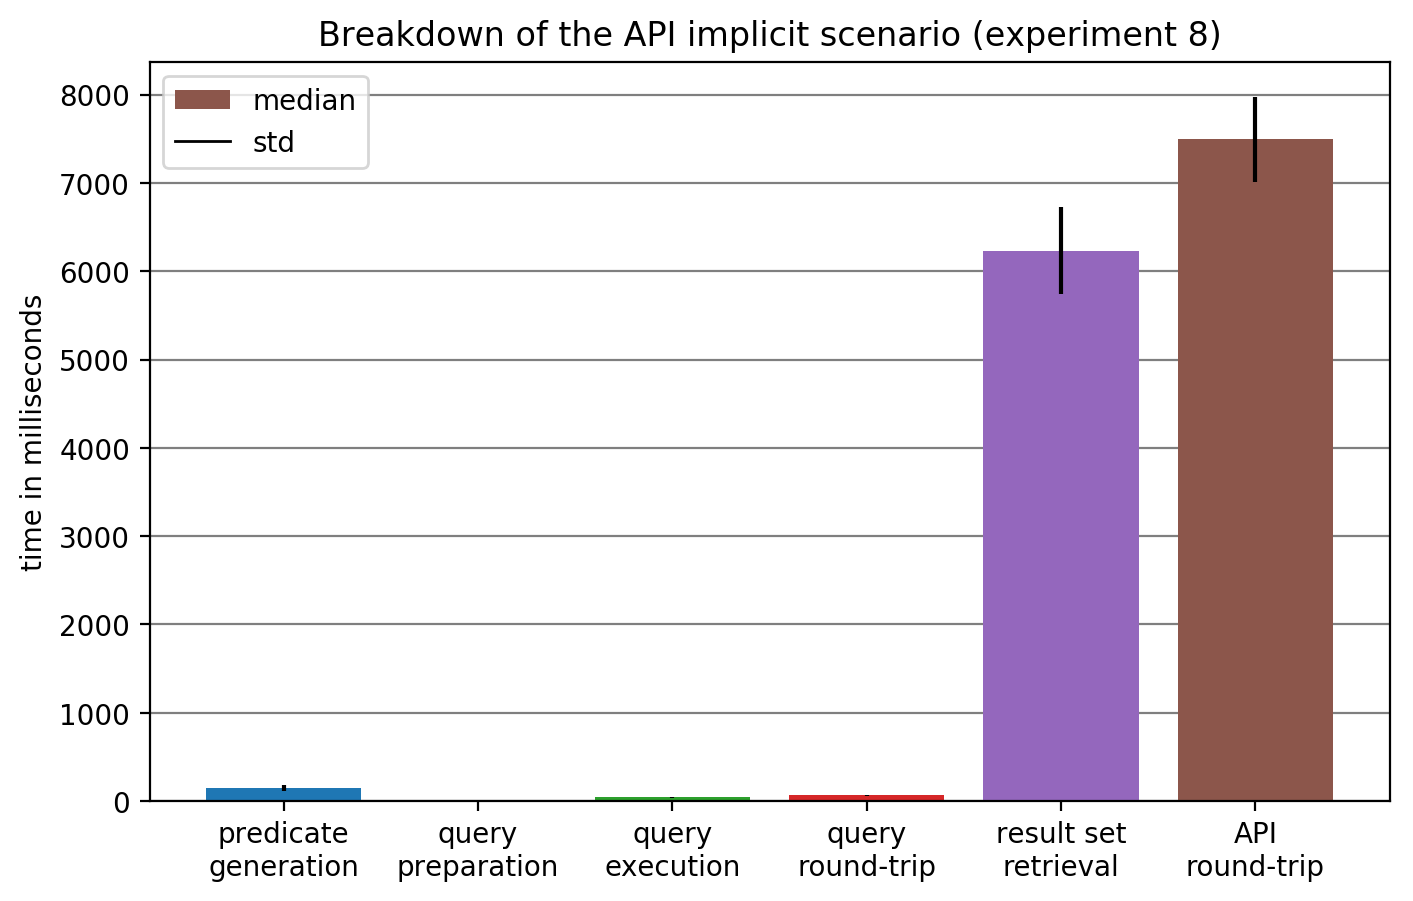 Breakdown of the API implicit scenario (experiment 8)
median
std
8000
7000
6000
5000
4000
3000
2000
1000
0
time in milliseconds
predicate
generation
query
preparation
query
execution
query
round-trip
result set
retrieval
API
round-trip